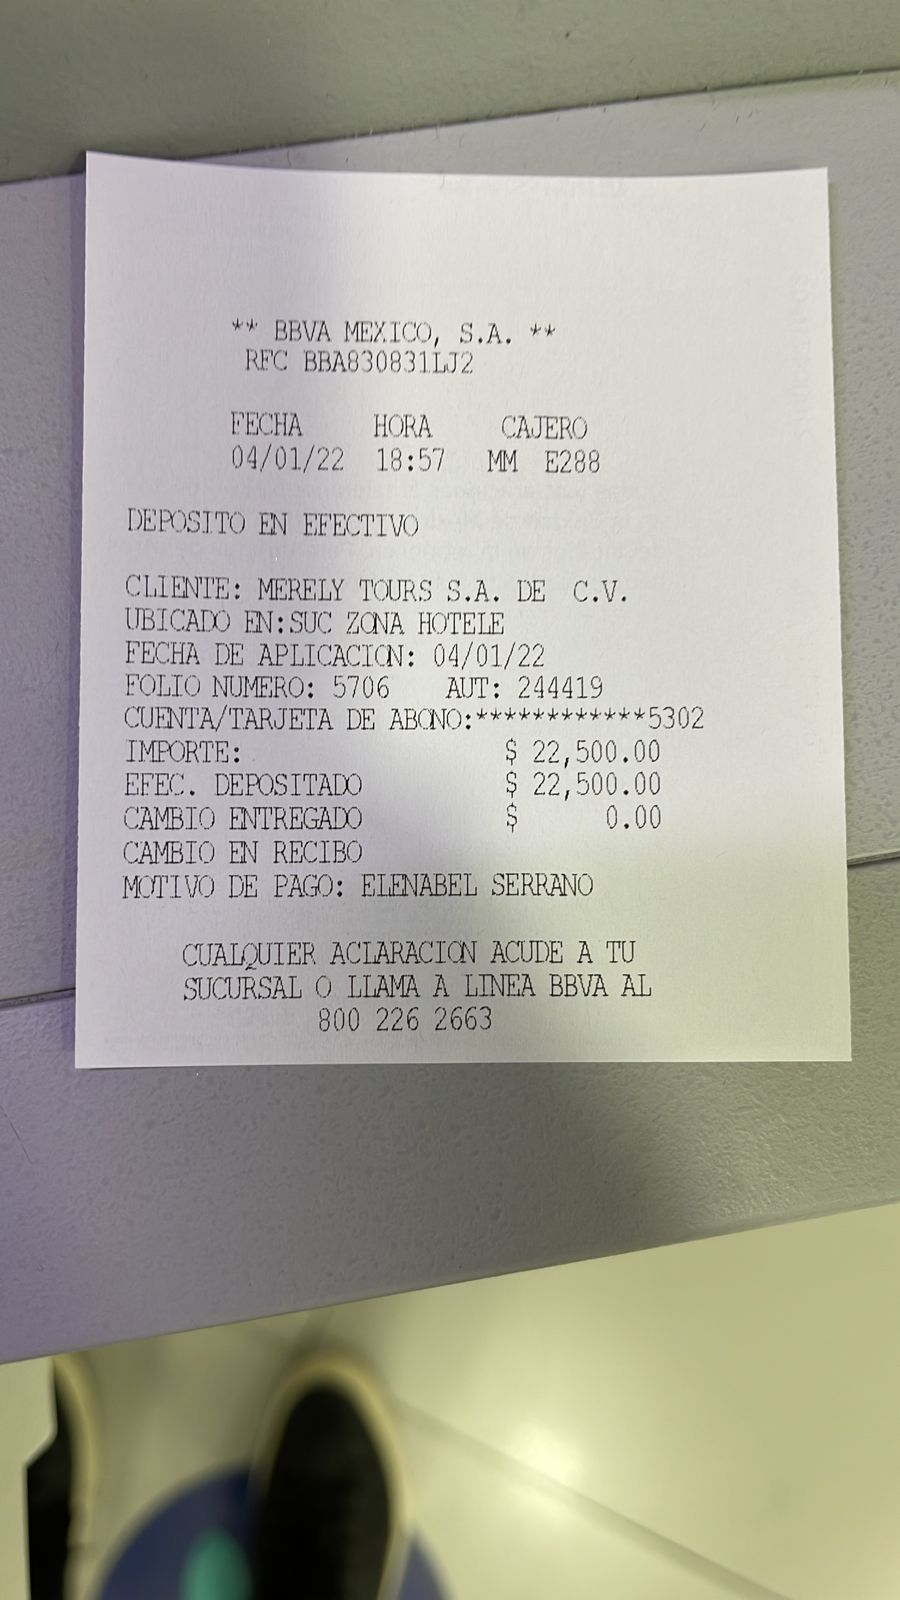 ** BBVA MEXICO, S.A. **
RFC BBA830831LJ2
FECHA HORA CAJERO
04/01/22 18:57 MM E288
DEPOSITO EN EFECTIVO
CLIENTE: MERELY TOURS S.A. DE C.V.
UBICADO EN:SUC ZONA HOTELE
FECHA DE APLICACION: 04/01/22
FOLIO NUMERO: 5706 AUT: 244419
CUENTA/TARJETA DE ABONO:************5302
IMPORTE: $ 22,500.00
EFEC. DEPOSITADO $ 22,500.00
CAMBIO ENTREGADO $ 0.00
CAMBIO EN RECIBO
MOTIVO DE PAGO: ELENABEL SERRANO
CUALQUIER ACLARACION ACUDE A TU
SUCURSAL O LLAMA A LINEA BBVA AL
800 226 2663